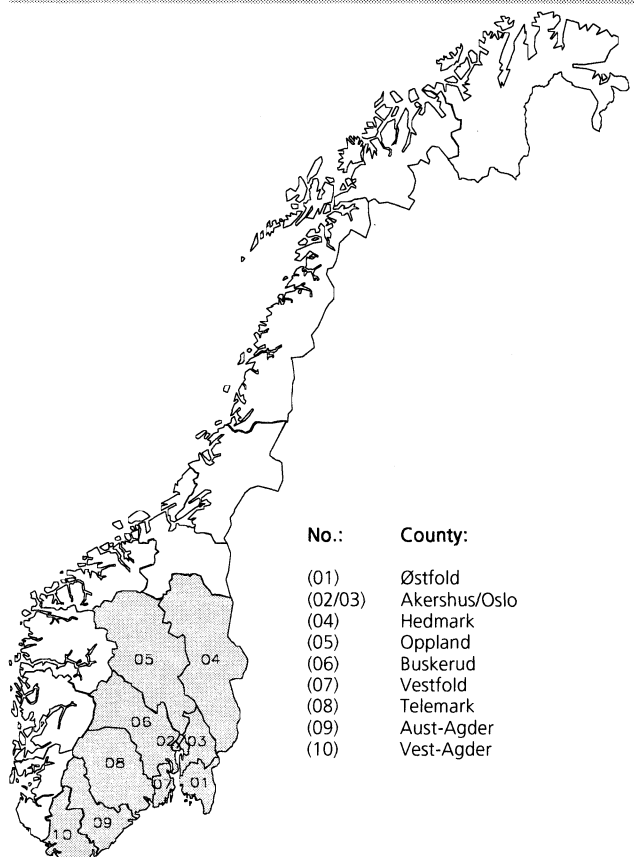 No.: County:
(01) Østfold
(02/03) Akershus/Oslo
(04) Hedmark
(05) Oppland
(06) Buskerud
(07) Vestfold
(08) Telemark
(09) Aust-Agder
(10) Vest-Agder
05 04
06
02/03
08
07 01
09
10